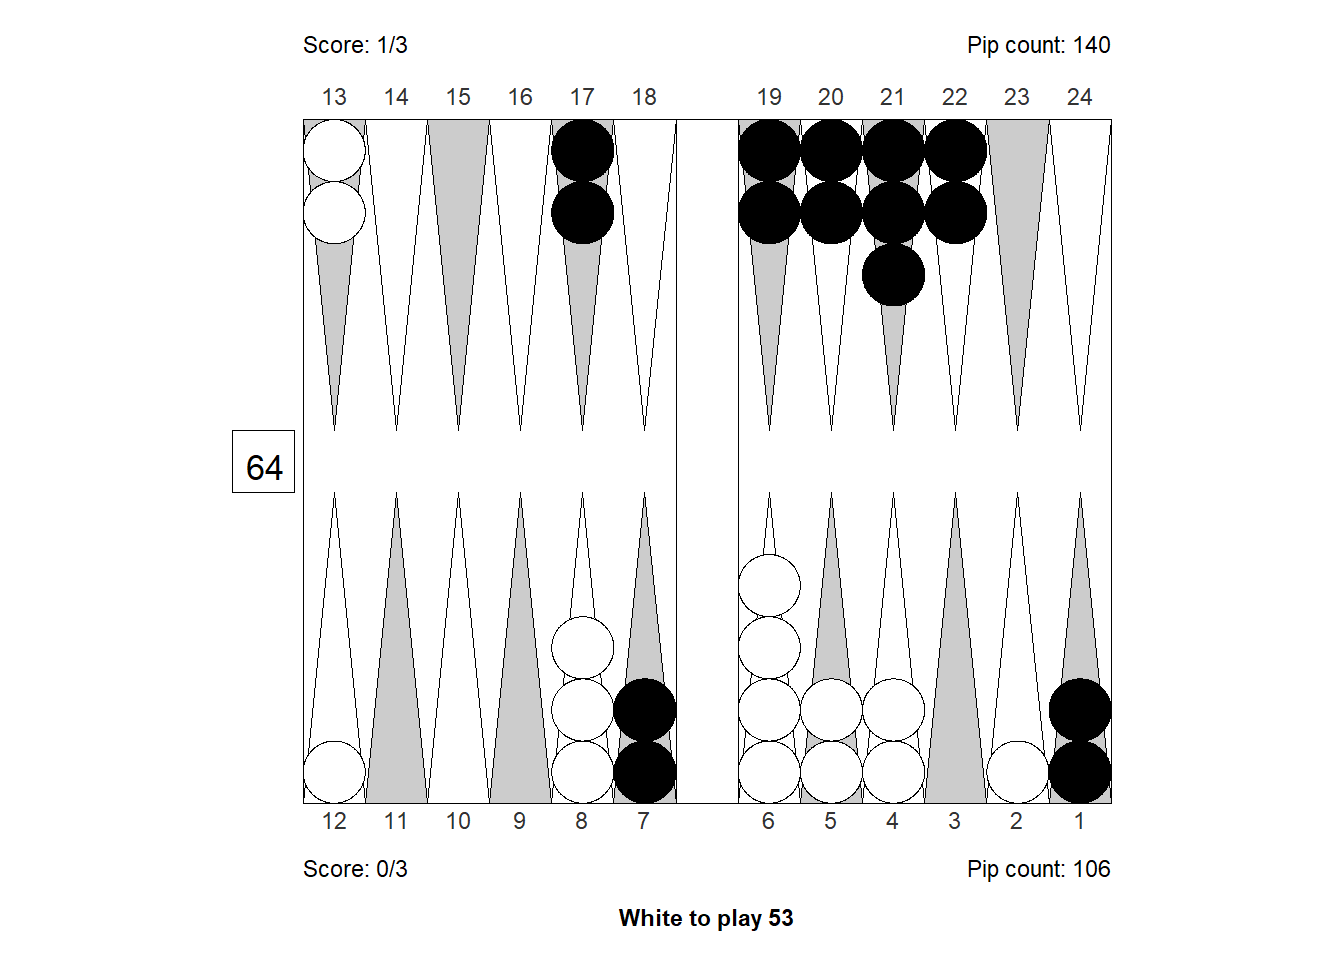 Score: 1/3 Pip count: 140
13 14 15 16 17 18 19 20 21 22 23 24
64
12 11 10 9 8 7 6 5 4 3 2 1
Score: 0/3 Pip count: 106
White to play 53